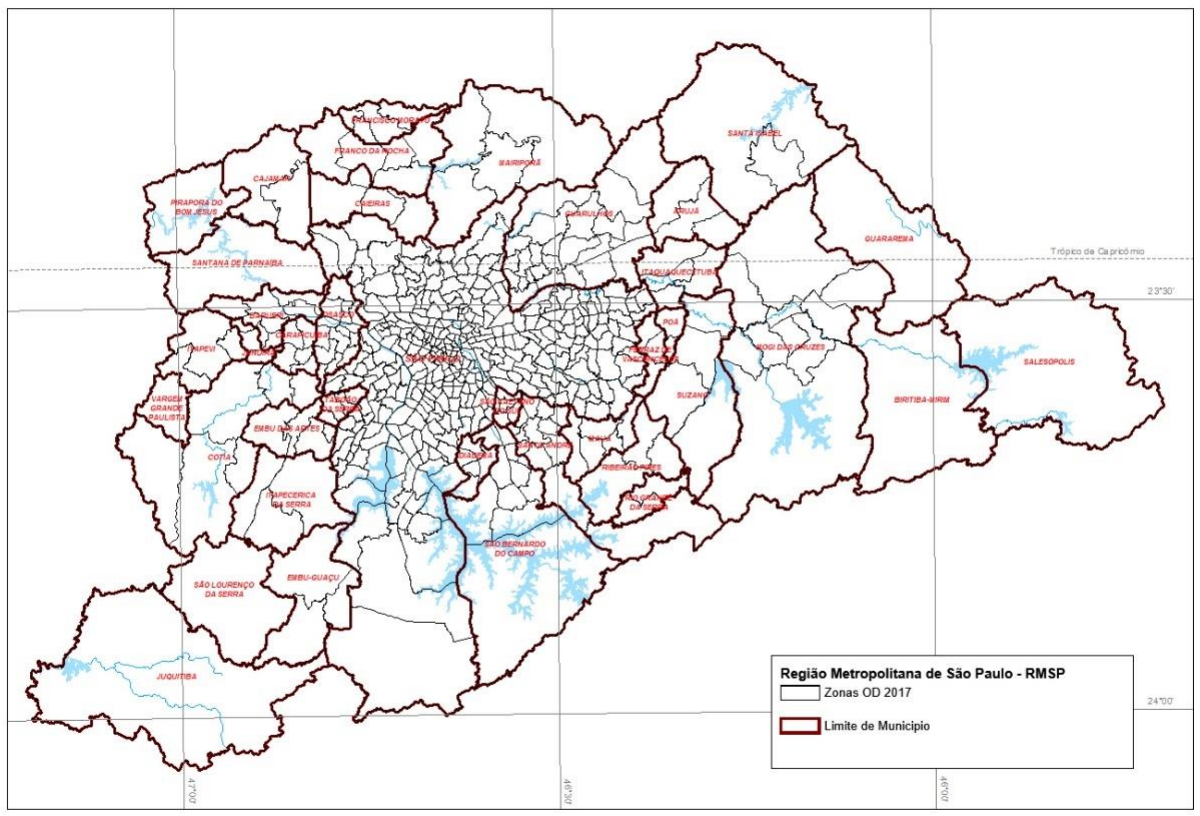 FRANCISCO MORATO
FRANCO DA ROCHA
MAIRIPORÃ
SANTA ISABEL
CAJAMAR
CAIEIRAS
PIRAPORA DO
BOM JESUS
GUARULHOS
ARUJÁ
GUARAREMA
SANTANA DE PARNAÍBA
ITAQUAQUECETUBA
Trópico de Capricórnio
23°30'
BARUERI
OSASCO
CARAPICUIBA
ITAPEVI
JANDIRA
SÃO PAULO
POÁ
FERRAZ DE
VASCONCELOS
MOGI DAS CRUZES
SALESÓPOLIS
BIRITIBA-MIRIM
SUZANO
VARGEM
GRANDE
PAULISTA
TABOÃO
DA SERRA
SÃO CAETANO
DO SUL
EMBU DAS ARTES
COTIA
DIADEMA
SANTO ANDRÉ
MAUÁ
RIBEIRÃO PIRES
RIO GRANDE
DA SERRA
ITAPECERICA
DA SERRA
SÃO BERNARDO
DO CAMPO
EMBU-GUAÇU
SÃO LOURENÇO
DA SERRA
JUQUITIBA
Região Metropolitana de São Paulo - RMSP
Zonas OD 2017
Limite de Municipio
24°00'
47°00'
46°30'
46°00'